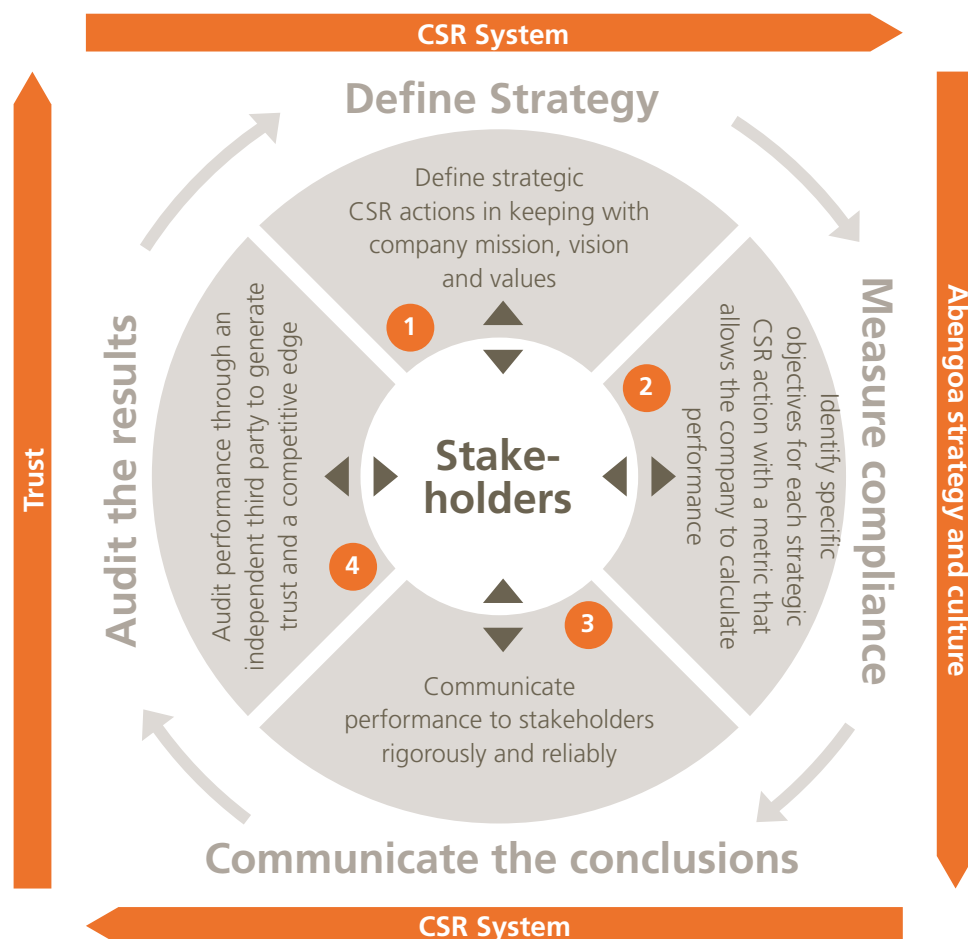 CSR System
Define Strategy
Define strategic
CSR actions in keeping with
company mission, vision
and values
1
Measure compliance
Identify specific
objectives for each strategic
CSR action with a metric that
allows the company to calculate
performance
2
Abengoa strategy and culture
Stake-
holders
3
Communicate
performance to stakeholders
rigorously and reliably
Communicate the conclusions
4
Audit performance through an
independent third party to generate
trust and a competitive edge
Audit the results
Trust
CSR System